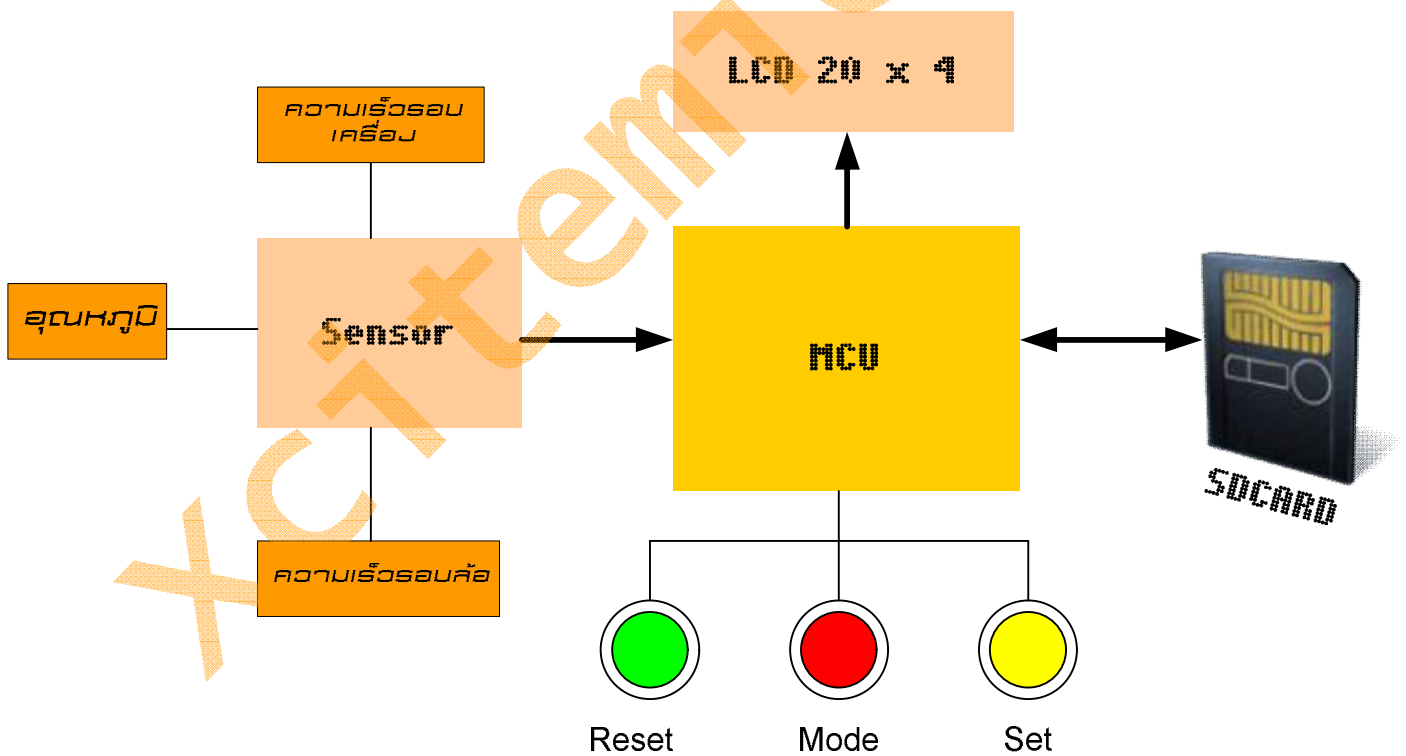 LCD 20 x 4
ความเร็วรอบ
เครื่อง
อุณหภูมิ
Sensor
MCU
SDCARD
ความเร็วรอบล้อ
Reset Mode Set